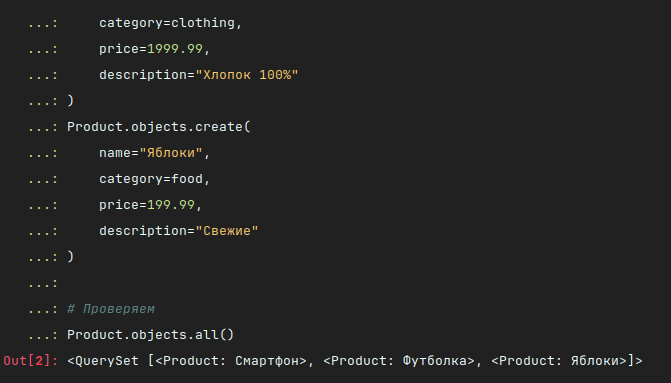 ...:     category=clothing,
...:     price=1999.99,
...:     description="Хлопок 100%"
...: )
...: Product.objects.create(
...:     name="Яблоки",
...:     category=food,
...:     price=199.99,
...:     description="Свежие"
...: )
...:
...: # Проверяем
...: Product.objects.all()
Out[2]: <QuerySet [<Product: Смартфон>, <Product: Футболка>, <Product: Яблоки>]>